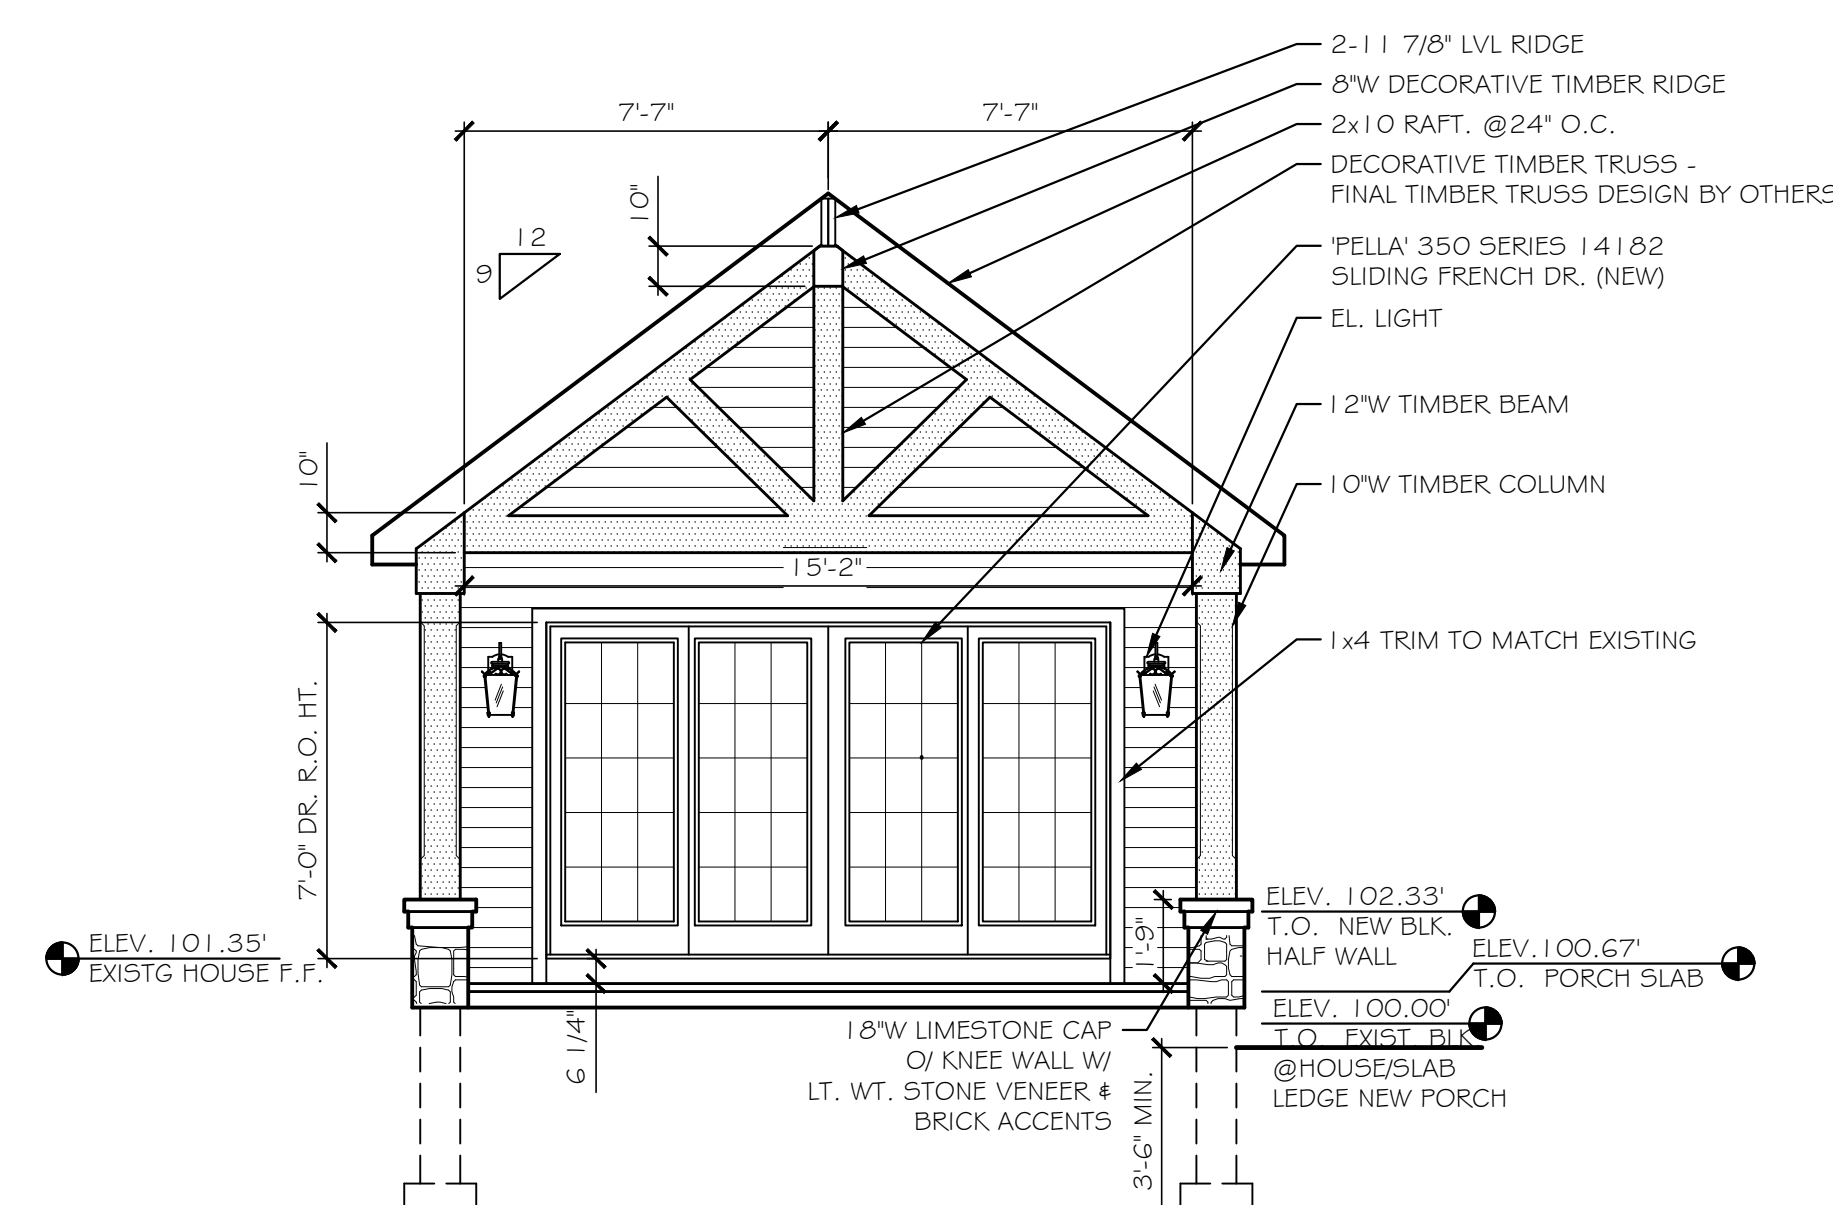 2-11 7/8" LVL RIDGE
8"W DECORATIVE TIMBER RIDGE
7'-7"
7'-7"
2x10 RAFT. @24" O.C.
DECORATIVE TIMBER TRUSS -
FINAL TIMBER TRUSS DESIGN BY OTHERS
10"
12
9
'PELLA' 350 SERIES 14182
SLIDING FRENCH DR. (NEW)
EL. LIGHT
12"W TIMBER BEAM
10"
10"W TIMBER COLUMN
15'-2"
1x4 TRIM TO MATCH EXISTING
7'-0" DR. R.O. HT.
ELEV. 101.35'
EXISTG HOUSE F.F.
1'-9"
ELEV. 102.33'
T.O. NEW BLK.
HALF WALL
ELEV.100.67'
T.O. PORCH SLAB
ELEV. 100.00'
T.O. EXIST. BLK
@HOUSE/SLAB
LEDGE NEW PORCH
6 1/4"
18"W LIMESTONE CAP
O/ KNEE WALL W/
LT. WT. STONE VENEER &
BRICK ACCENTS
3'-6" MIN.